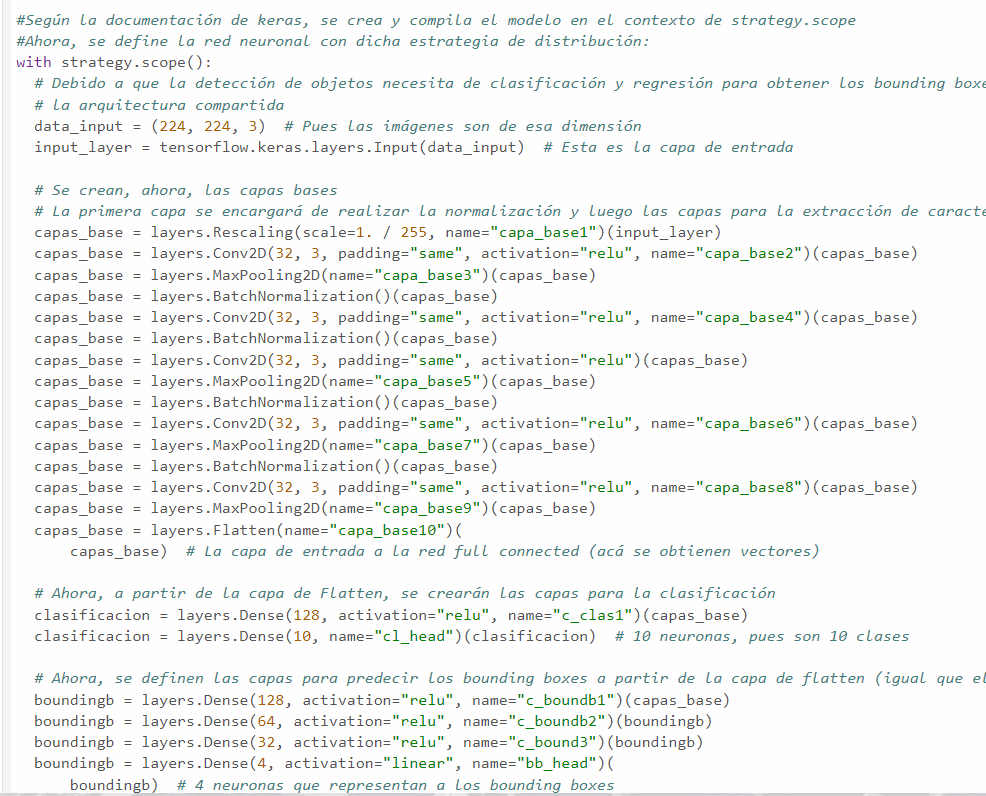 #Según la documentación de keras, se crea y compila el modelo en el contexto de strategy.scope
#Ahora, se define la red neuronal con dicha estrategia de distribución:
with strategy.scope():
  # Debido a que la detección de objetos necesita de clasificación y regresión para obtener los bounding boxe
  # la arquitectura compartida
  data_input = (224, 224, 3)  # Pues las imágenes son de esa dimensión
  input_layer = tensorflow.keras.layers.Input(data_input)  # Esta es la capa de entrada

  # Se crean, ahora, las capas bases
  # La primera capa se encargará de realizar la normalización y luego las capas para la extracción de caracte
  capas_base = layers.Rescaling(scale=1. / 255, name="capa_base1")(input_layer)
  capas_base = layers.Conv2D(32, 3, padding="same", activation="relu", name="capa_base2")(capas_base)
  capas_base = layers.MaxPooling2D(name="capa_base3")(capas_base)
  capas_base = layers.BatchNormalization()(capas_base)
  capas_base = layers.Conv2D(32, 3, padding="same", activation="relu", name="capa_base4")(capas_base)
  capas_base = layers.BatchNormalization()(capas_base)
  capas_base = layers.Conv2D(32, 3, padding="same", activation="relu")(capas_base)
  capas_base = layers.MaxPooling2D(name="capa_base5")(capas_base)
  capas_base = layers.BatchNormalization()(capas_base)
  capas_base = layers.Conv2D(32, 3, padding="same", activation="relu", name="capa_base6")(capas_base)
  capas_base = layers.MaxPooling2D(name="capa_base7")(capas_base)
  capas_base = layers.BatchNormalization()(capas_base)
  capas_base = layers.Conv2D(32, 3, padding="same", activation="relu", name="capa_base8")(capas_base)
  capas_base = layers.MaxPooling2D(name="capa_base9")(capas_base)
  capas_base = layers.Flatten(name="capa_base10")(
      capas_base)  # La capa de entrada a la red full connected (acá se obtienen vectores)

  # Ahora, a partir de la capa de Flatten, se crearán las capas para la clasificación
  clasificacion = layers.Dense(128, activation="relu", name="c_clas1")(capas_base)
  clasificacion = layers.Dense(10, name="cl_head")(clasificacion)  # 10 neuronas, pues son 10 clases

  # Ahora, se definen las capas para predecir los bounding boxes a partir de la capa de flatten (igual que el
  boundingb = layers.Dense(128, activation="relu", name="c_boundb1")(capas_base)
  boundingb = layers.Dense(64, activation="relu", name="c_boundb2")(boundingb)
  boundingb = layers.Dense(32, activation="relu", name="c_bound3")(boundingb)
  boundingb = layers.Dense(4, activation="linear", name="bb_head")(
      boundingb)  # 4 neuronas que representan a los bounding boxes